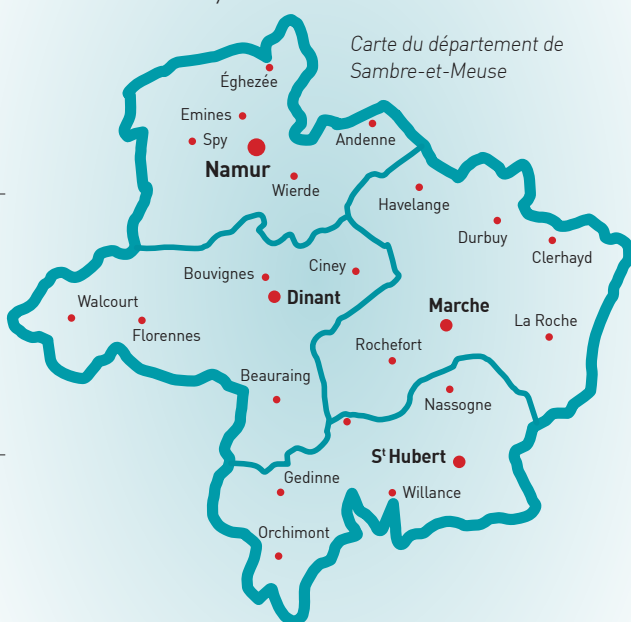 Carte du département de
Sambre-et-Meuse
Éghezée
Emines
Spy
Andenne
Namur
Wierde
Havelange
Durbuy
Clerhayd
Bouvignes
Ciney
Walcourt
Dinant
Marche
Florennes
La Roche
Rochefort
Beauraing
Nassogne
Sᵗ Hubert
Gedinne
Willance
Orchimont